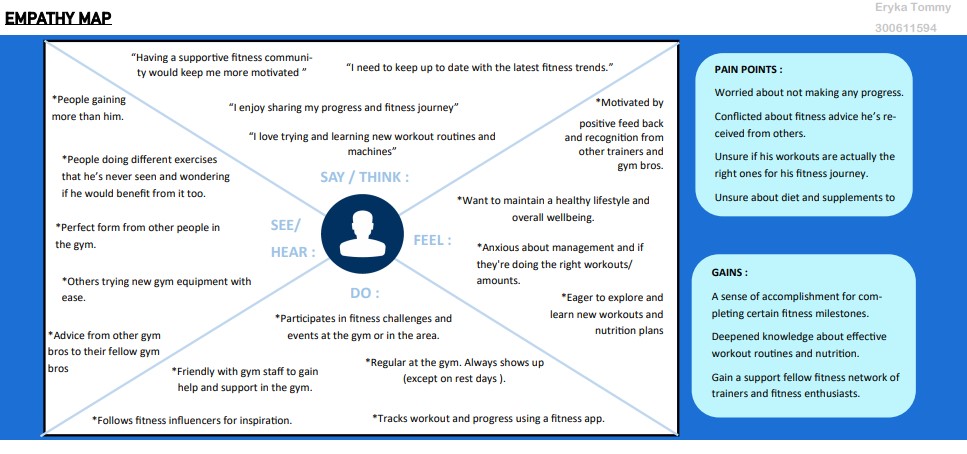 Eryka Tommy
300611594
EMPATHY MAP
“Having a supportive fitness communi-
ty would keep me more motivated ”
“I need to keep up to date with the latest fitness trends.”
“I enjoy sharing my progress and fitness journey”
“I love trying and learning new workout routines and
machines”
SAY / THINK :
*People gaining
more than him.
*People doing different exercises
that he’s never seen and wondering
if he would benefit from it too.
*Perfect form from other people in
the gym.
*Others trying new gym equipment with
ease.
*Advice from other gym
bros to their fellow gym
bros
SEE/
HEAR :
*Motivated by
positive feed back
and recognition from
other trainers and
gym bros.
*Want to maintain a healthy lifestyle and
overall wellbeing.
*Anxious about management and if
they're doing the right workouts/
amounts.
*Eager to explore and
learn new workouts and
nutrition plans
FEEL :
DO :
*Participates in fitness challenges and
events at the gym or in the area.
*Regular at the gym. Always shows up
(except on rest days ).
*Friendly with gym staff to gain
help and support in the gym.
*Follows fitness influencers for inspiration.
*Tracks workout and progress using a fitness app.
PAIN POINTS :
Worried about not making any progress.
Conflicted about fitness advice he’s re-
ceived from others.
Unsure if his workouts are actually the
right ones for his fitness journey.
Unsure about diet and supplements to
GAINS :
A sense of accomplishment for com-
pleting certain fitness milestones.
Deepened knowledge about effective
workout routines and nutrition.
Gain a support fellow fitness network of
trainers and fitness enthusiasts.